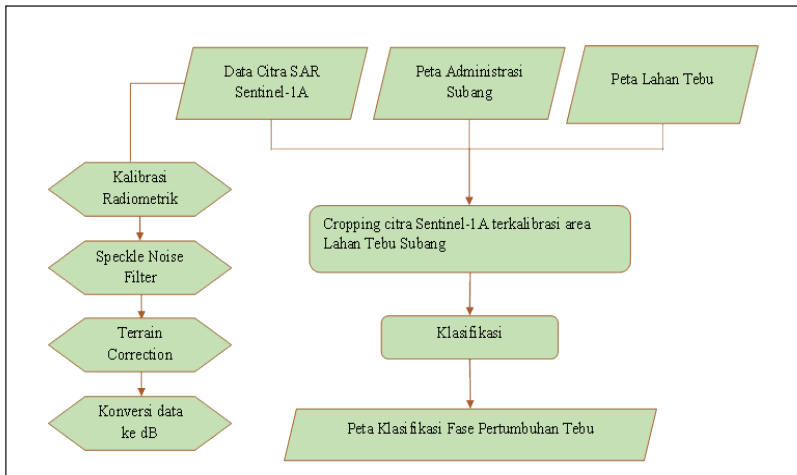 Data Citra SAR
Sentinel-1A
Peta Administrasi
Subang
Peta Lahan Tebu
Kalibrasi
Radiometrik
Speckle Noise
Filter
Terrain
Correction
Konversi data
ke dB
Cropping citra Sentinel-1A terkalibrasi area
Lahan Tebu Subang
Klasifikasi
Peta Klasifikasi Fase Pertumbuhan Tebu